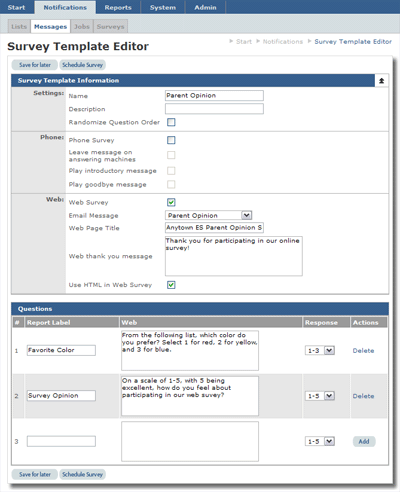 Start Notifications Reports System Admin
Lists Messages Jobs Surveys
Survey Template Editor
Start Notifications Survey Template Editor
Save for later Schedule Survey
Survey Template Information
Settings:
Name Parent Opinion
Description
Randomize Question Order
Phone:
Phone Survey
Leave message on
answering machines
Play introductory message
Play goodbye message
Web:
Web Survey
Email Message Parent Opinion
Web Page Title Anytown ES Parent Opinion S
Web thank you message
Thank you for participating in our online
survey!
Use HTML in Web Survey
Questions
# Report Label Web Response Actions
1 Favorite Color
From the following list, which color do
you prefer? Select 1 for red, 2 for yellow,
and 3 for blue.
1-3 Delete
2 Survey Opinion
On a scale of 1-5, with 5 being
excellent, how do you feel about
participating in our web suvey?
1-5 Delete
3 1-5 Add
Save for later Schedule Survey